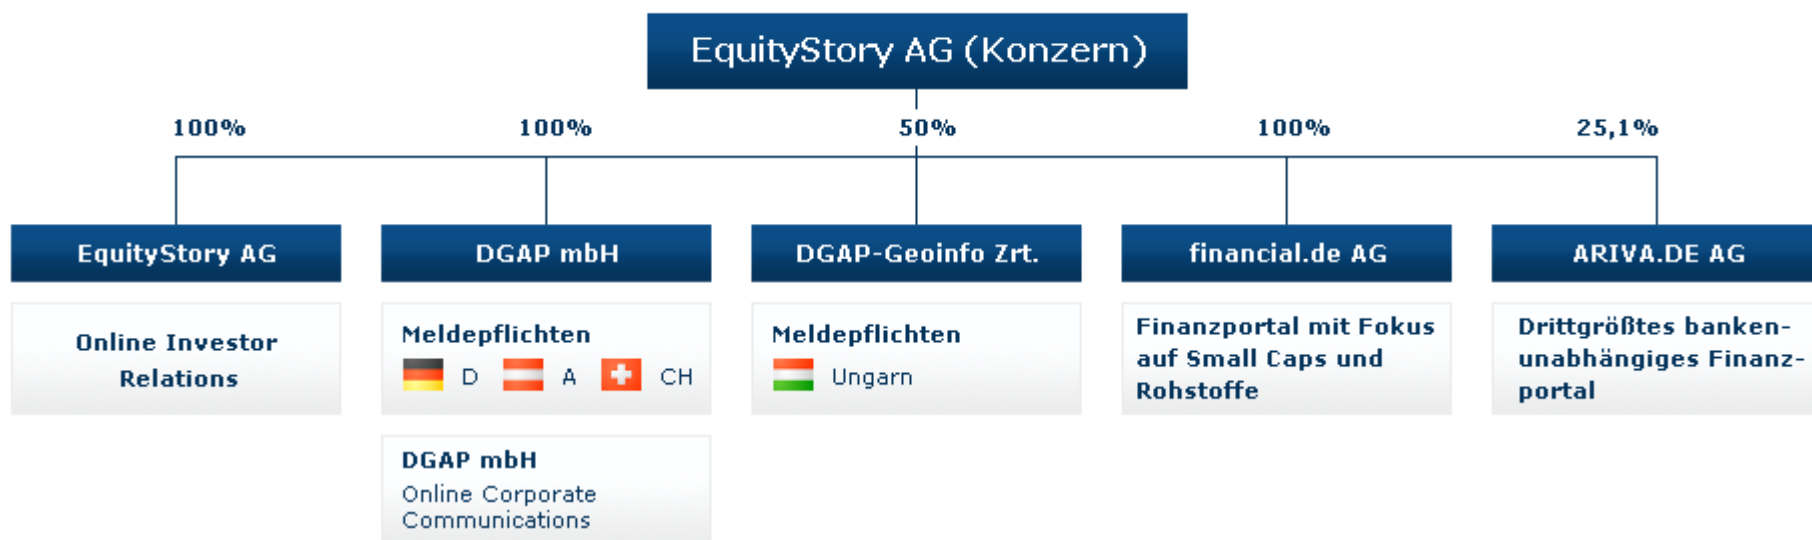 EquityStory AG (Konzern)
100%
100%
50%
100%
25,1%
EquityStory AG
DGAP mbH
DGAP-Geoinfo Zrt.
financial.de AG
ARIVA.DE AG
Online Investor
Relations
Meldepflichten
D A CH
Meldepflichten
Ungarn
Finanzportal mit Fokus
auf Small Caps und
Rohstoffe
Drittgrößtes banken-
unabhängiges Finanz-
portal
DGAP mbH
Online Corporate
Communications